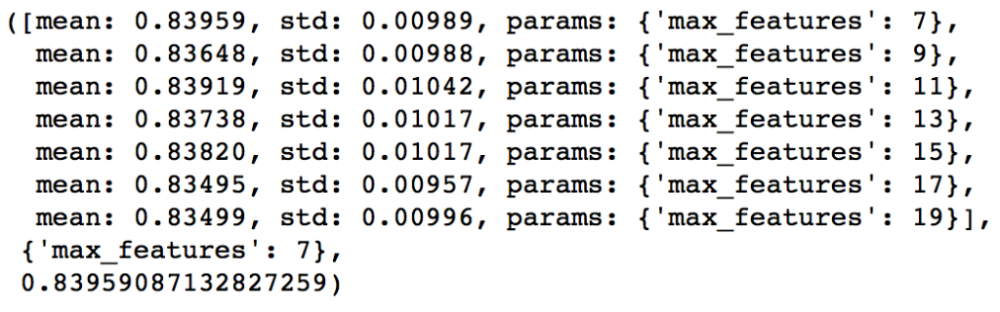 ([mean: 0.83959, std: 0.00989, params: {'max_features': 7},
mean: 0.83648, std: 0.00988, params: {'max_features': 9},
mean: 0.83919, std: 0.01042, params: {'max_features': 11},
mean: 0.83738, std: 0.01017, params: {'max_features': 13},
mean: 0.83820, std: 0.01017, params: {'max_features': 15},
mean: 0.83495, std: 0.00957, params: {'max_features': 17},
mean: 0.83499, std: 0.00996, params: {'max_features': 19}],
{'max_features': 7},
0.83959087132827259)